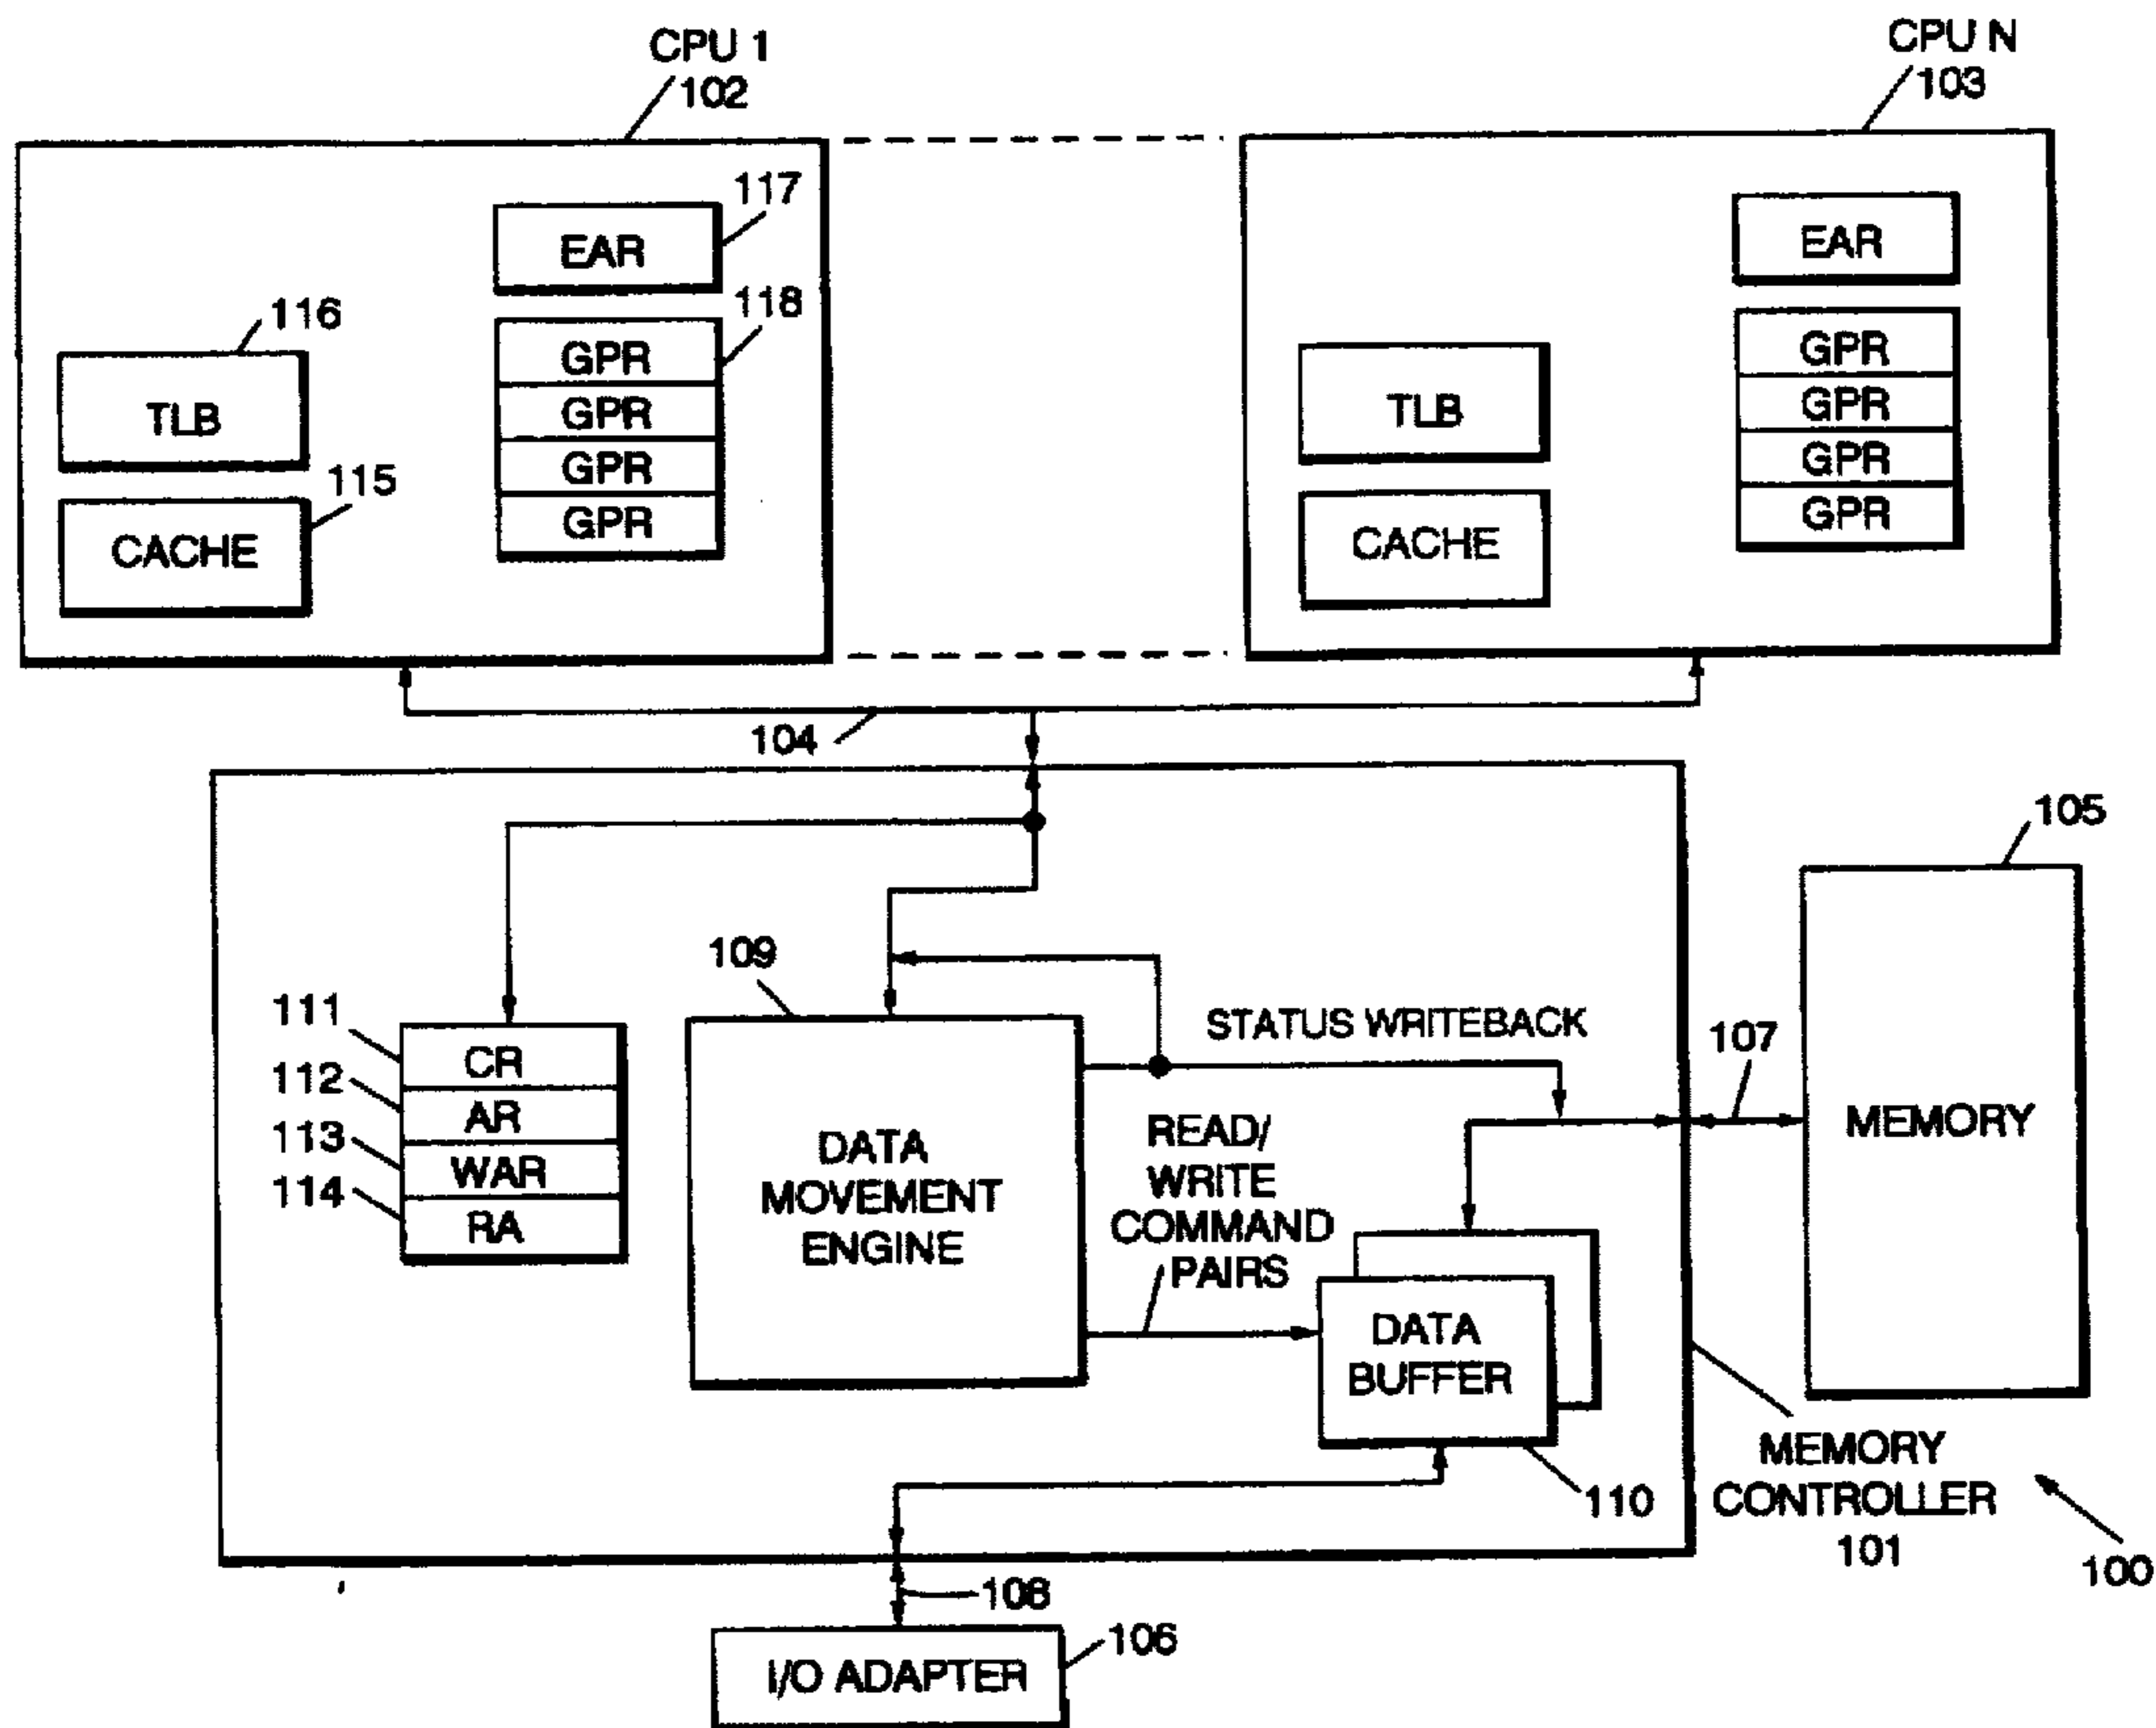 CPU 1
102
CPU N
103
117
EAR
118
116
GPR
GPR
GPR
GPR
TLB
115
CACHE
EAR
GPR
GPR
GPR
GPR
TLB
CACHE
104
105
109
111
CR
112
AR
113
WAR
114
RA
DATA
MOVEMENT
ENGINE
STATUS WRITEBACK
107
MEMORY
READ/
WRITE
COMMAND
PAIRS
DATA
BUFFER
110
MEMORY
CONTROLLER
101
100
108
106
I/O ADAPTER